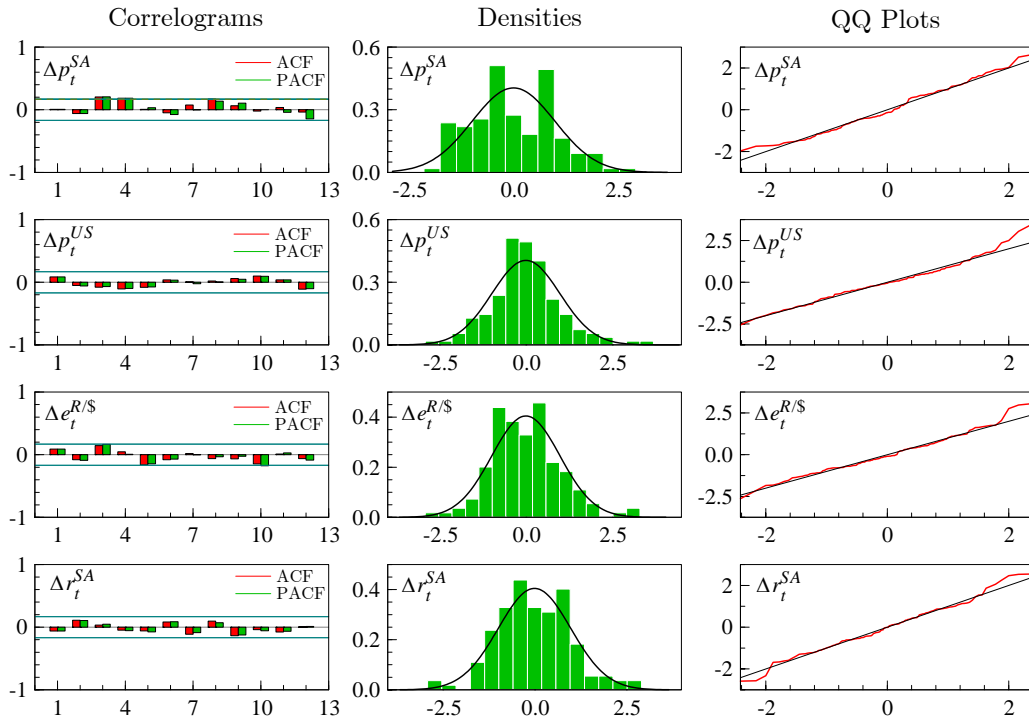 Correlograms Densities QQ Plots
1 Δp_t^{SA} ACF PACF 0 -1 1 4 7 10 13
0.6 Δp_t^{SA} 0.3 0.0 -2.5 0.0 2.5
2 Δp_t^{SA} 0 -2 -2 0 2
1 Δp_t^{US} ACF PACF 0 -1 1 4 7 10 13
0.6 Δp_t^{US} 0.3 0.0 -2.5 0.0 2.5
2.5 Δp_t^{US} 0.0 -2.5 -2 0 2
1 Δe_t^{R/$} ACF PACF 0 -1 1 4 7 10 13
0.4 Δe_t^{R/$} 0.2 0.0 -2.5 0.0 2.5
2.5 Δe_t^{R/$} 0.0 -2.5 -2 0 2
1 Δr_t^{SA} ACF PACF 0 -1 1 4 7 10 13
0.4 Δr_t^{SA} 0.2 0.0 -2.5 0.0 2.5
2 Δr_t^{SA} 0 -2 -2 0 2